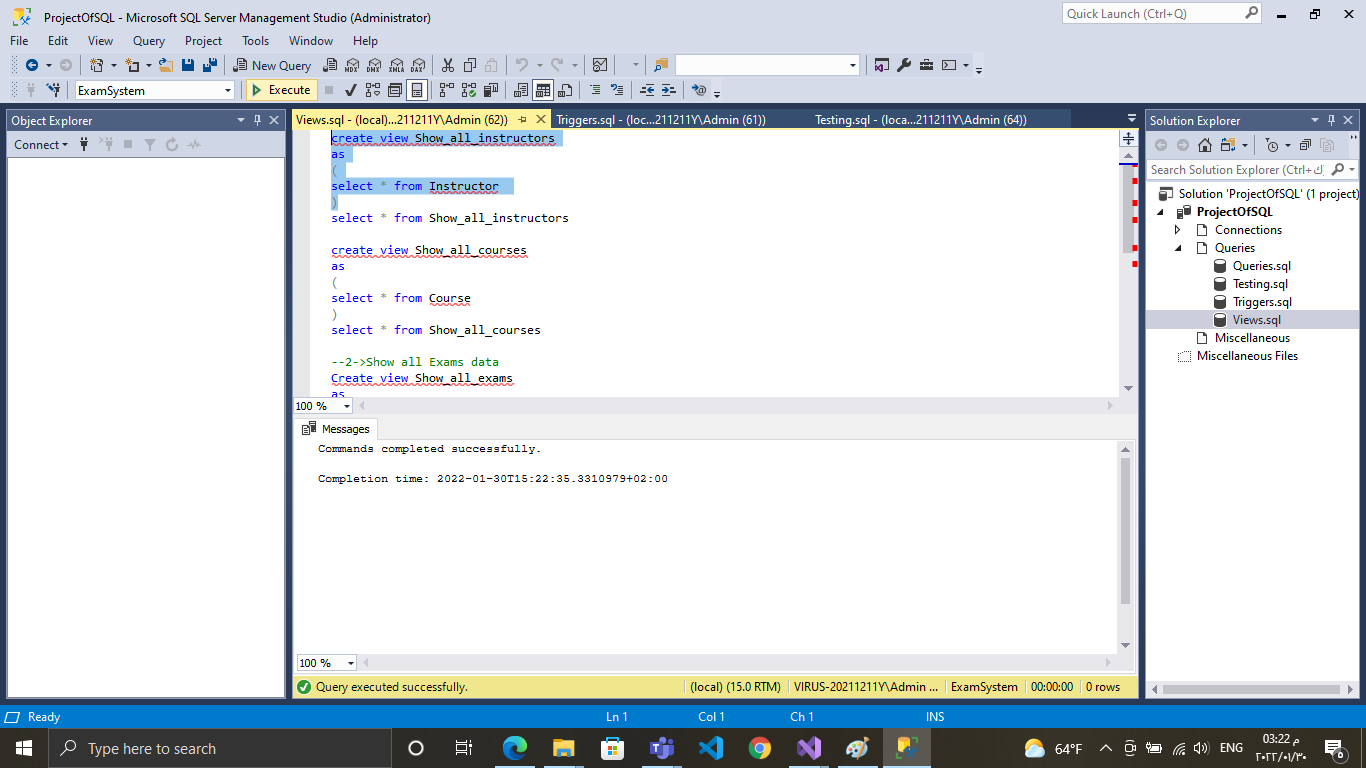 ProjectOfSQL - Microsoft SQL Server Management Studio (Administrator)
Quick Launch (Ctrl+Q)
File Edit View Query Project Tools Window Help
New Query MDX DMX XMLA DAX
ExamSystem Execute
Object Explorer
Connect
Views.sql - (local)...211211Y\Admin (62)) Triggers.sql - (loc...211211Y\Admin (61)) Testing.sql - (loca...211211Y\Admin (64))
create view Show_all_instructors
as
(
select * from Instructor
)
select * from Show_all_instructors
create view Show_all_courses
as
(
select * from Course
)
select * from Show_all_courses
--2->Show all Exams data
Create view Show_all_exams
as
100 %
Messages
Commands completed successfully.
Completion time: 2022-01-30T15:22:35.3310979+02:00
100 %
Query executed successfully. (local) (15.0 RTM) VIRUS-20211211Y\Admin ... ExamSystem 00:00:00 0 rows
Solution Explorer
Search Solution Explorer (Ctrl+ك)
Solution 'ProjectOfSQL' (1 project)
ProjectOfSQL
Connections
Queries
Queries.sql
Testing.sql
Triggers.sql
Views.sql
Miscellaneous
Miscellaneous Files
Ready Ln 1 Col 1 Ch 1 INS
Type here to search
64°F ENG
03:22 م
٢٠٢٢/٠١/٣٠
8